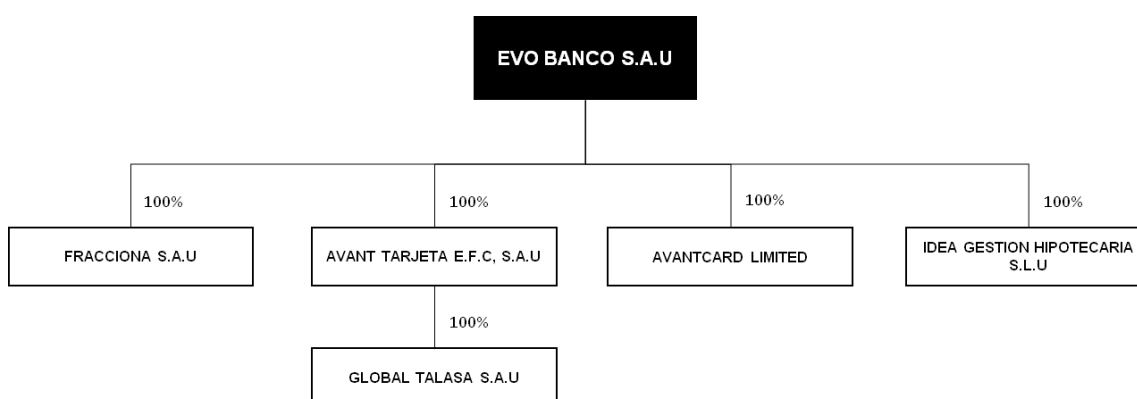 EVO BANCO S.A.U
100%
100%
100%
100%
FRACCIONA S.A.U
AVANT TARJETA E.F.C, S.A.U
AVANTCARD LIMITED
IDEA GESTION HIPOTECARIA
S.L.U
100%
GLOBAL TALASA S.A.U